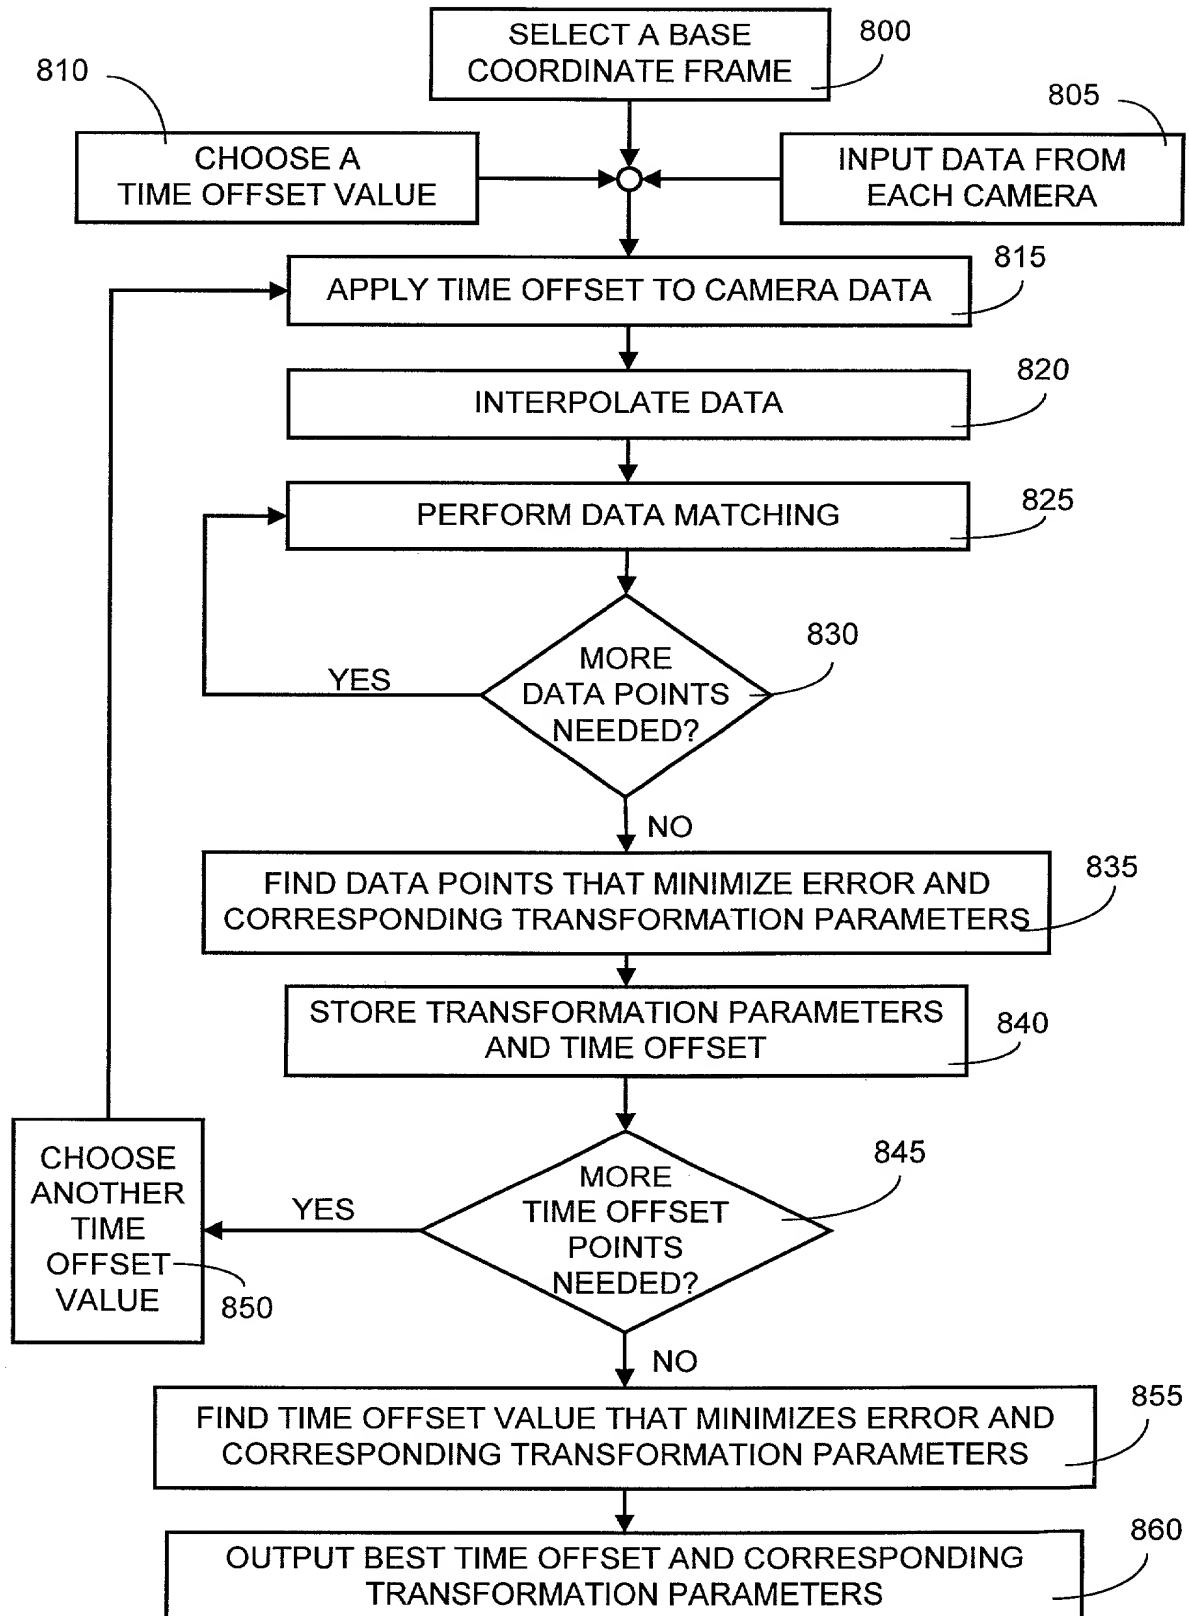 SELECT A BASE
COORDINATE FRAME
800
810
805
CHOOSE A
TIME OFFSET VALUE
INPUT DATA FROM
EACH CAMERA
815
APPLY TIME OFFSET TO CAMERA DATA
820
INTERPOLATE DATA
825
PERFORM DATA MATCHING
830
MORE
DATA POINTS
NEEDED?
YES
NO
835
FIND DATA POINTS THAT MINIMIZE ERROR AND
CORRESPONDING TRANSFORMATION PARAMETERS
STORE TRANSFORMATION PARAMETERS
AND TIME OFFSET
840
845
MORE
TIME OFFSET
POINTS
NEEDED?
YES
CHOOSE
ANOTHER
TIME
OFFSET
VALUE
850
NO
855
FIND TIME OFFSET VALUE THAT MINIMIZES ERROR AND
CORRESPONDING TRANSFORMATION PARAMETERS
860
OUTPUT BEST TIME OFFSET AND CORRESPONDING
TRANSFORMATION PARAMETERS